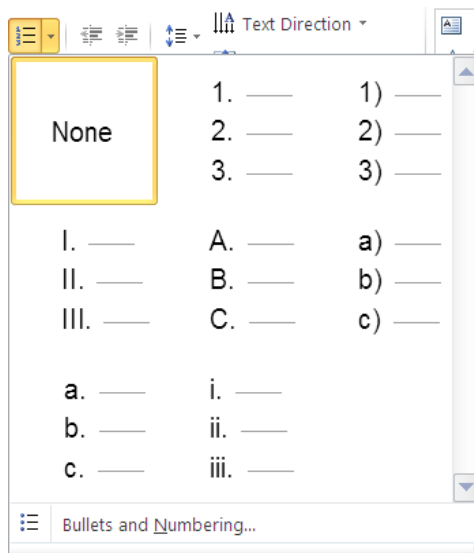 Text Direction
A
None
1.
2.
3.
1)
2)
3)
I.
II.
III.
A.
B.
C.
a)
b)
c)
a.
b.
c.
i.
ii.
iii.
Bullets and Numbering...